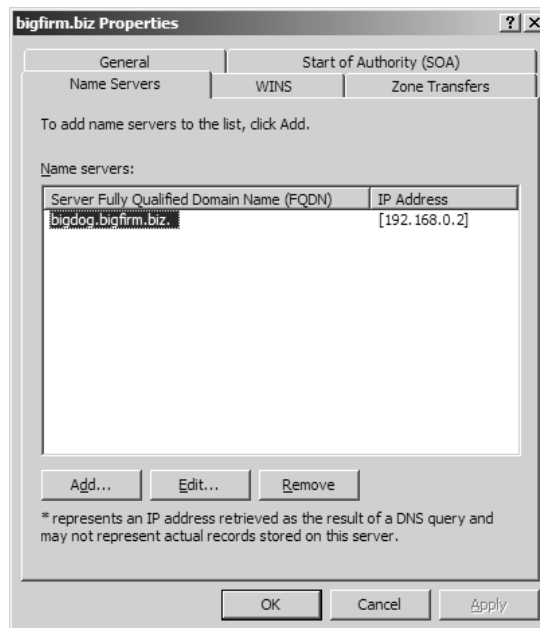 bigfirm.biz Properties
General Start of Authority (SOA)
Name Servers WINS Zone Transfers
To add name servers to the list, click Add.
Name servers:
Server Fully Qualified Domain Name (FQDN) IP Address
bigdog.bigfirm.biz. [192.168.0.2]
Add... Edit... Remove
* represents an IP address retrieved as the result of a DNS query and
may not represent actual records stored on this server.
OK Cancel Apply